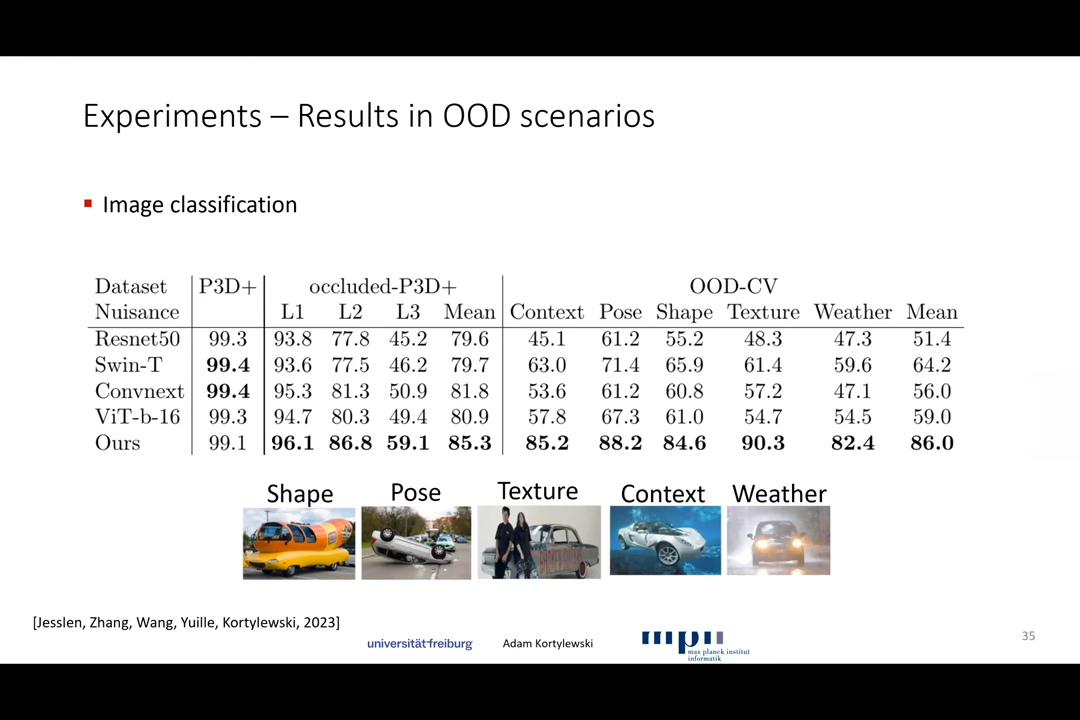 Experiments – Results in OOD scenarios
▪ Image classification
Dataset P3D+ occluded-P3D+ OOD-CV
Nuisance L1 L2 L3 Mean Context Pose Shape Texture Weather Mean
Resnet50 99.3 93.8 77.8 45.2 79.6 45.1 61.2 55.2 48.3 47.3 51.4
Swin-T 99.4 93.6 77.5 46.2 79.7 63.0 71.4 65.9 61.4 59.6 64.2
Convnext 99.4 95.3 81.3 50.9 81.8 53.6 61.2 60.8 57.2 47.1 56.0
ViT-b-16 99.3 94.7 80.3 49.4 80.9 57.8 67.3 61.0 54.7 54.5 59.0
Ours 99.1 96.1 86.8 59.1 85.3 85.2 88.2 84.6 90.3 82.4 86.0
Shape Pose Texture Context Weather
[Jesslen, Zhang, Wang, Yuille, Kortylewski, 2023]
universität freiburg Adam Kortylewski
max planck institut
informatik
35